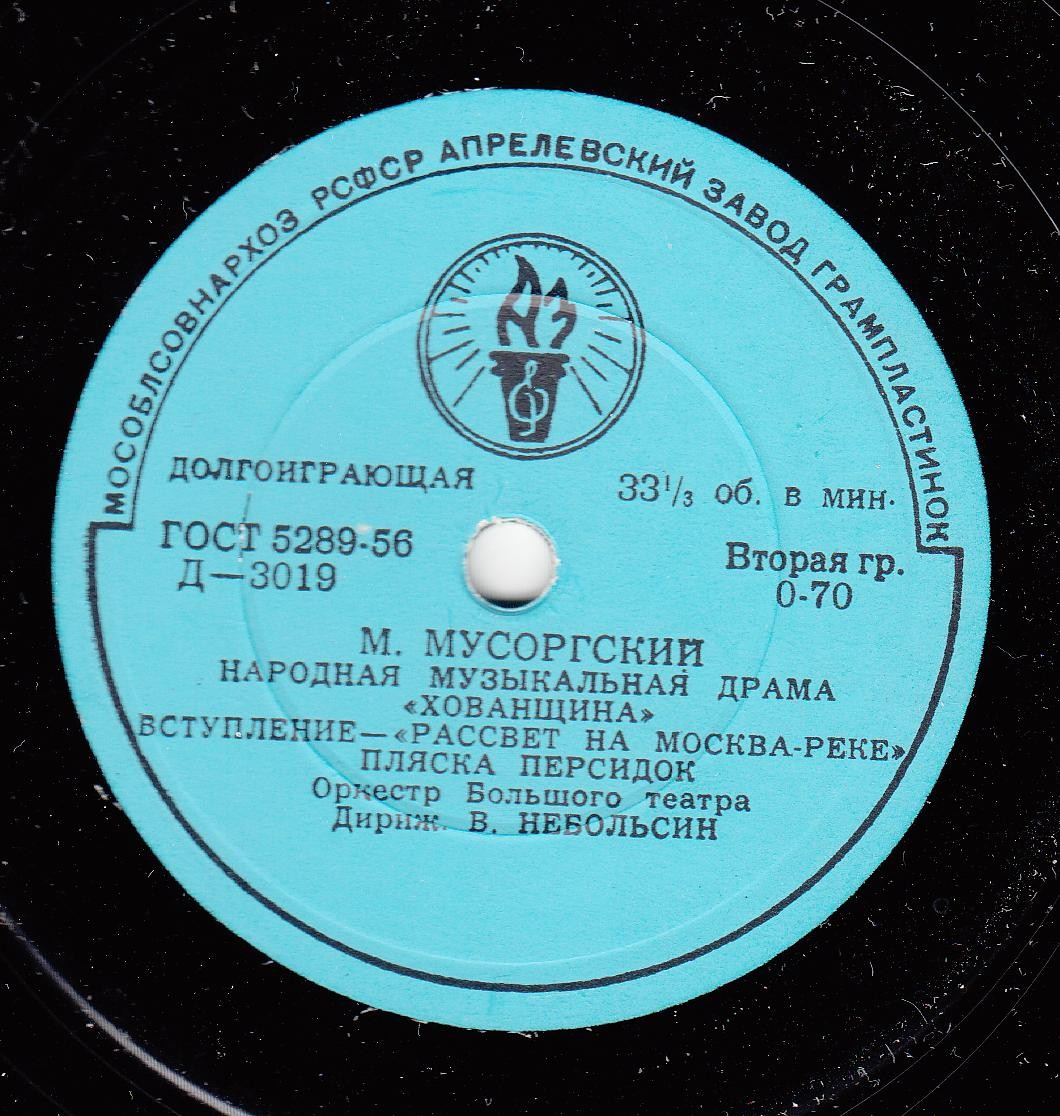 МОСОБЛСОВНАРХОЗ РСФСР АПРЕЛЕВСКИЙ ЗАВОД ГРАМПЛАСТИНОК
АЗ
ДОЛГОИГРАЮЩАЯ
33⅓ об. в мин.
ГОСТ 5289-56
Вторая гр.
Д—3019
0-70
М. МУСОРГСКИЙ
НАРОДНАЯ МУЗЫКАЛЬНАЯ ДРАМА
«ХОВАНЩИНА»
ВСТУПЛЕНИЕ—«РАССВЕТ НА МОСКВА-РЕКЕ»
ПЛЯСКА ПЕРСИДОК
Оркестр Большого театра
Дириж. В. НЕБОЛЬСИН